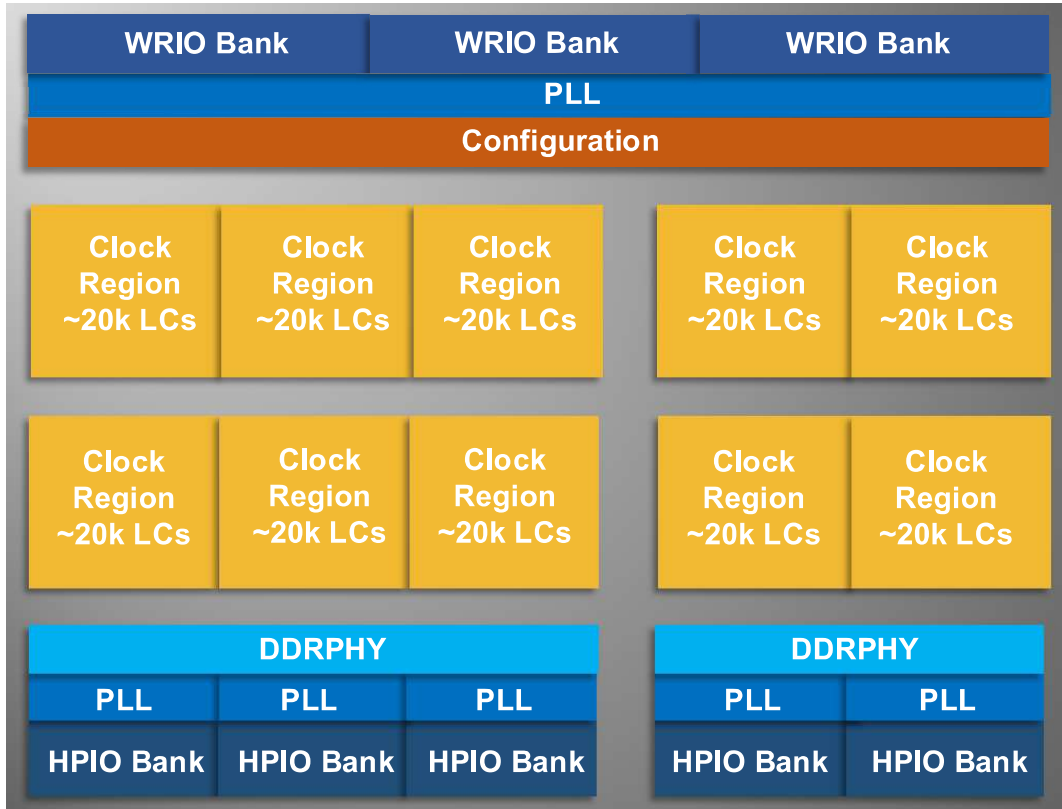 WRIO Bank
WRIO Bank
WRIO Bank
PLL
Configuration
Clock
Region
~20k LCs
Clock
Region
~20k LCs
Clock
Region
~20k LCs
Clock
Region
~20k LCs
Clock
Region
~20k LCs
Clock
Region
~20k LCs
Clock
Region
~20k LCs
Clock
Region
~20k LCs
Clock
Region
~20k LCs
Clock
Region
~20k LCs
DDRPHY
DDRPHY
PLL
PLL
PLL
PLL
PLL
HPIO Bank
HPIO Bank
HPIO Bank
HPIO Bank
HPIO Bank